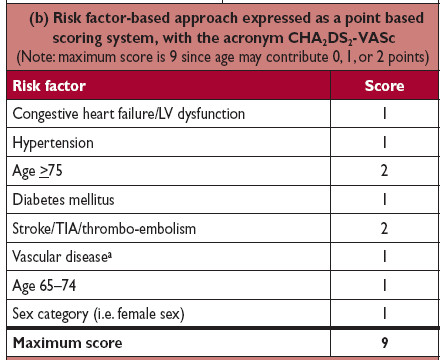 (b) Risk factor-based approach expressed as a point based
scoring system, with the acronym CHA₂DS₂-VASc
(Note: maximum score is 9 since age may contribute 0, 1, or 2 points)
Risk factor Score
Congestive heart failure/LV dysfunction 1
Hypertension 1
Age ≥75 2
Diabetes mellitus 1
Stroke/TIA/thrombo-embolism 2
Vascular diseaseᵃ 1
Age 65–74 1
Sex category (i.e. female sex) 1
Maximum score 9